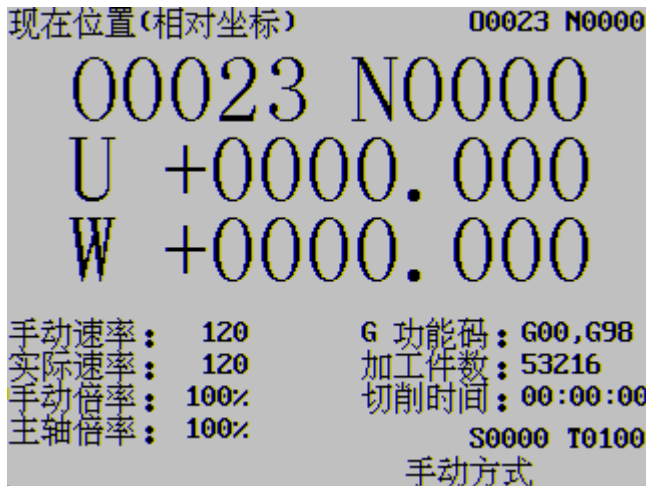 现在位置(相对坐标) O0023 N0000
O0023 N0000
U +0000.000
W +0000.000
手动速率： 120 G 功能码：G00,G98
实际速率： 120 加工件数：53216
手动倍率： 100% 切削时间：00:00:00
主轴倍率： 100%
S0000 T0100
手动方式